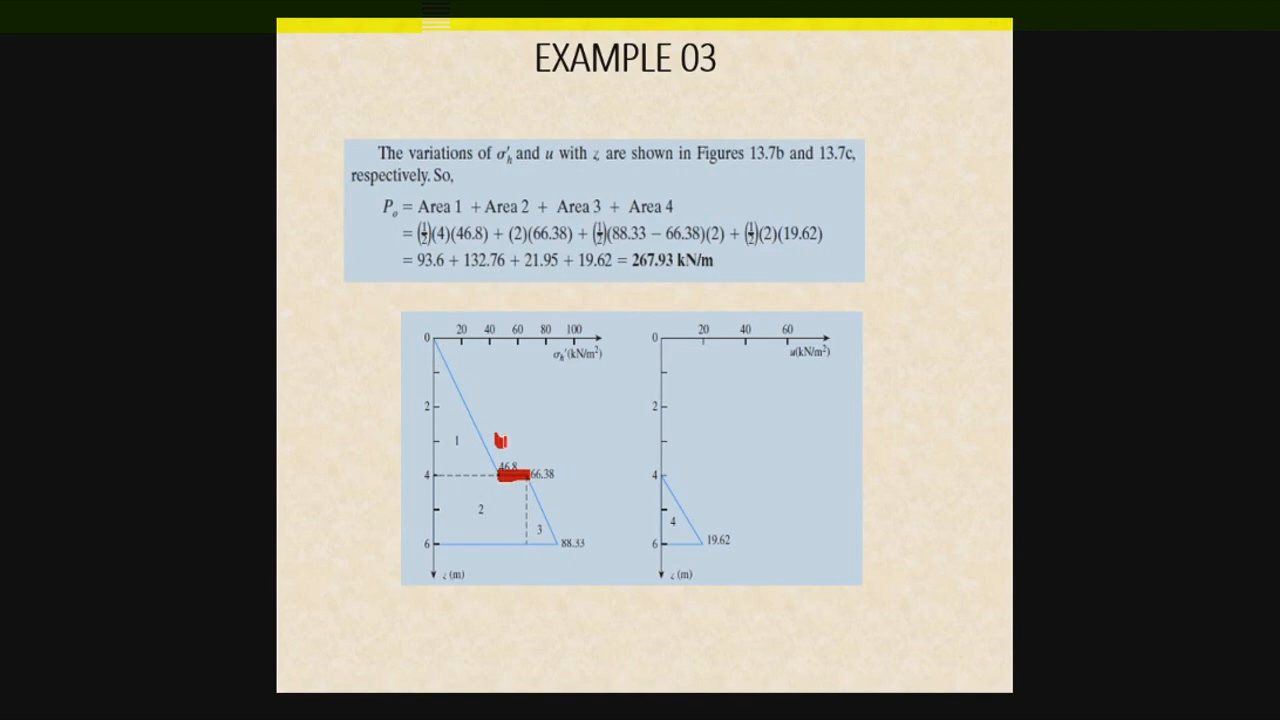 EXAMPLE 03
The variations of σ′h and u with z are shown in Figures 13.7b and 13.7c,
respectively. So,
Po = Area 1 + Area 2 + Area 3 + Area 4
= (1/2)(4)(46.8) + (2)(66.38) + (1/2)(88.33 − 66.38)(2) + (1/2)(2)(19.62)
= 93.6 + 132.76 + 21.95 + 19.62 = 267.93 kN/m
20 40 60 80 100
0
σh′(kN/m²)
2
1
46.8
4
66.38
2
3
6
88.33
z (m)
20 40 60
0
u(kN/m²)
2
4
4
6
19.62
z (m)